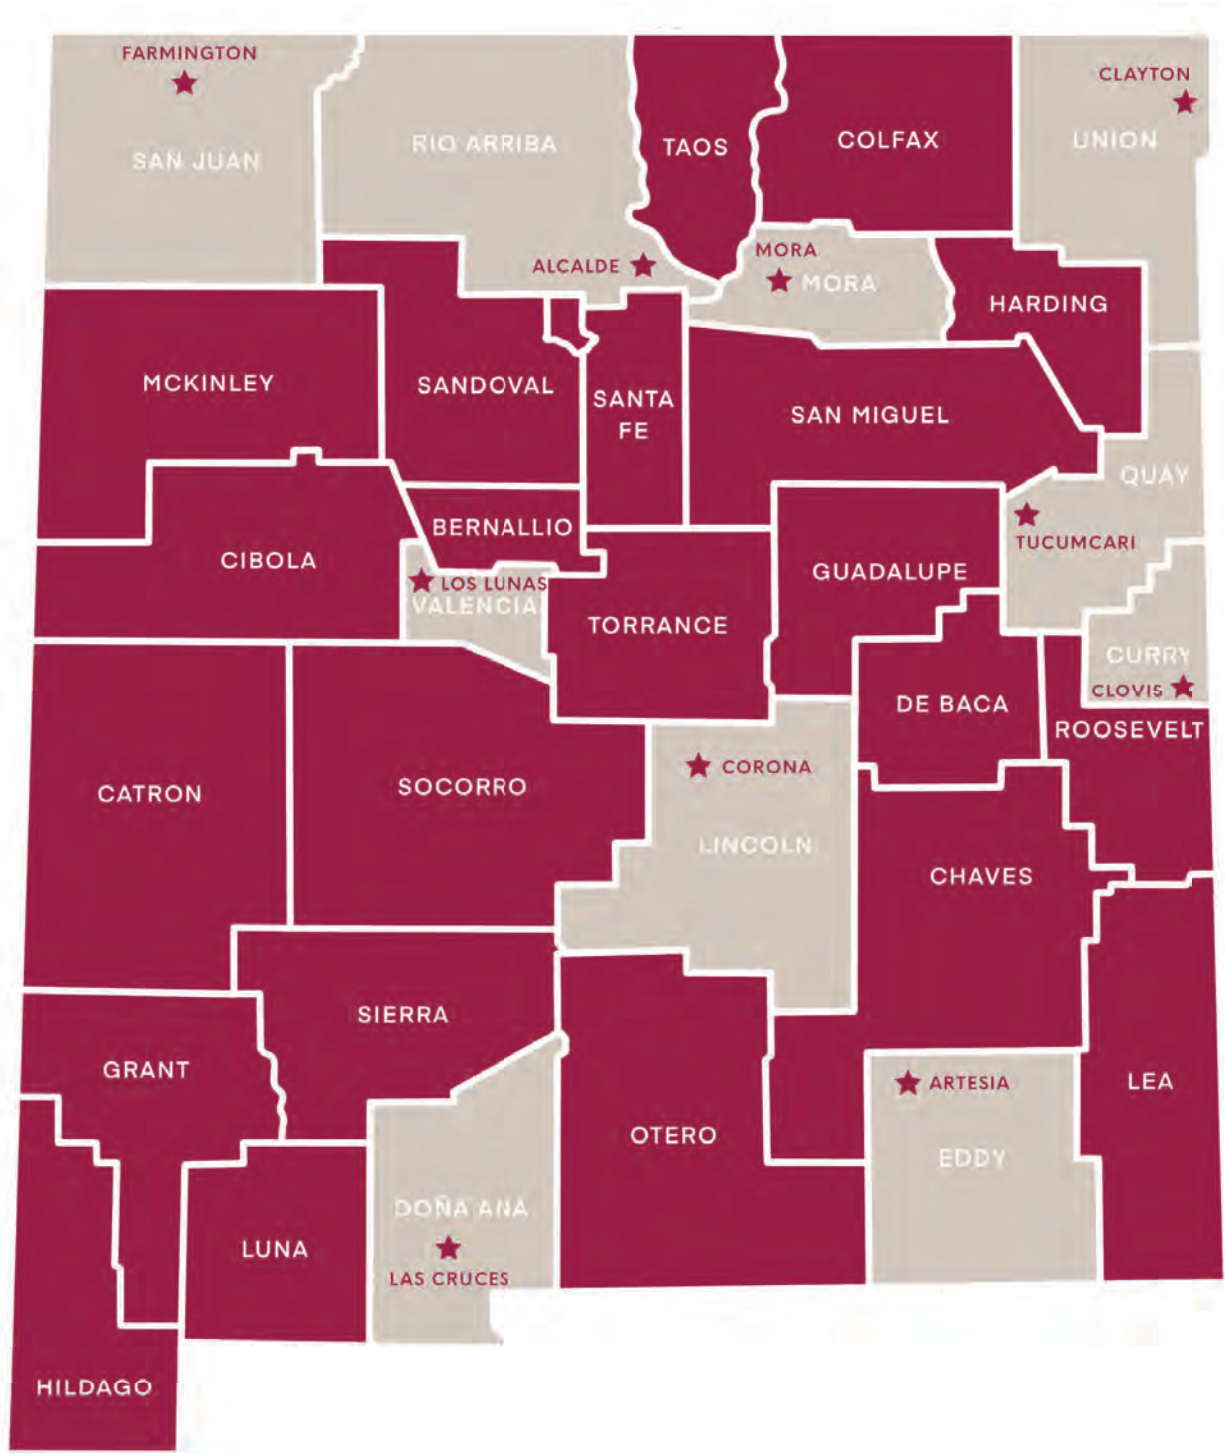 FARMINGTON
CLAYTON
SAN JUAN
RIO ARRIBA
TAOS
COLFAX
UNION
ALCALDE
MORA
MORA
HARDING
MCKINLEY
SANDOVAL
SANTA
FE
SAN MIGUEL
QUAY
TUCUMCARI
BERNALLIO
CIBOLA
LOS LUNAS
VALENCIA
GUADALUPE
TORRANCE
CURRY
CLOVIS
DE BACA
ROOSEVELT
CATRON
SOCORRO
CORONA
LINCOLN
CHAVES
SIERRA
GRANT
ARTESIA
LEA
OTERO
EDDY
DOÑA ANA
LUNA
LAS CRUCES
HILDAGO